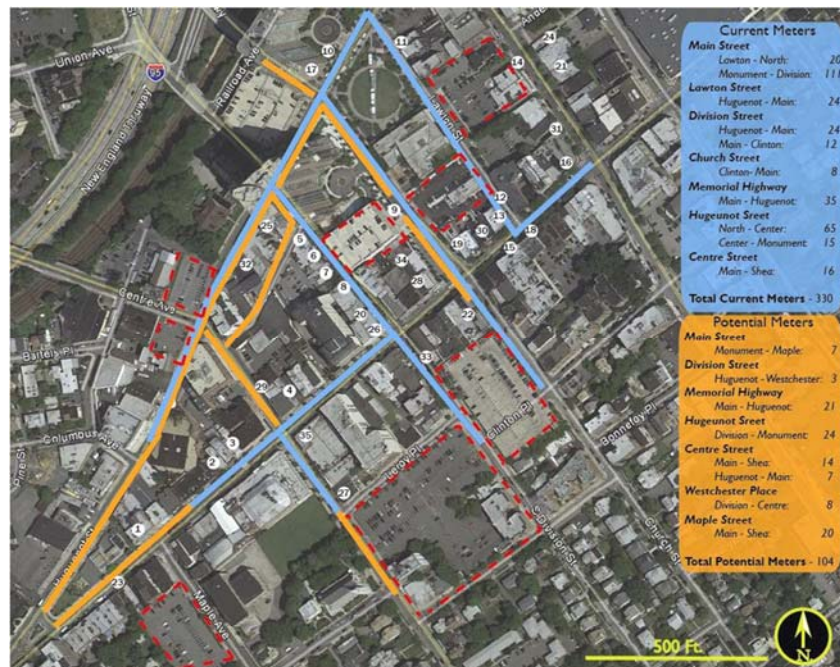 Current Meters
Main Street
Lawton - North: 20
Monument - Division: 111
Lawton Street
Huguenot - Main: 24
Division Street
Huguenot - Main: 24
Main - Clinton: 12
Church Street
Clinton- Main: 8
Memorial Highway
Main - Huguenot: 35
Hugeunot Sreet
North - Center: 65
Center - Monument: 15
Centre Street
Main - Shea: 16
Total Current Meters - 330
Potential Meters
Main Street
Monument - Maple: 7
Division Street
Huguenot - Westchester: 3
Memorial Highway
Main - Huguenot: 21
Hugeunot Sreet
Division - Monument: 24
Centre Street
Main - Shea: 14
Huguenot - Main: 7
Westchester Place
Division - Centre: 8
Maple Street
Main - Shea: 20
Total Potential Meters - 104
Union Ave
95
New England Thruway
Railroad Ave
Lawton St
Centre Ave
Bartels Pl
Columbus Ave
Pine St
Huguenot St
Maple Ave
Leroy Pl
Clinton Pl
Bonnefoy Pl
S Division St
Church St
10
11
17
14
24
21
31
16
12
13
18
15
30
19
9
34
28
22
25
5
6
7
8
32
20
26
33
29
4
35
3
2
27
1
23
500 Ft.
N